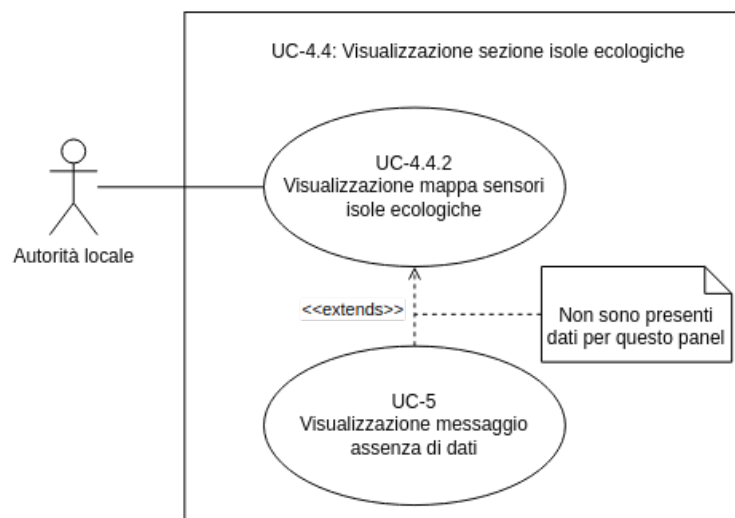 UC-4.4: Visualizzazione sezione isole ecologiche
UC-4.4.2
Visualizzazione mappa sensori
isole ecologiche
Autorità locale
<<extends>>
Non sono presenti
dati per questo panel
UC-5
Visualizzazione messaggio
assenza di dati